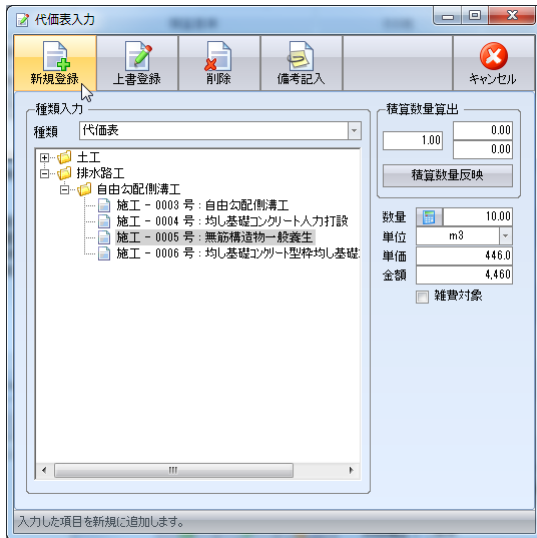 代価表入力
新規登録
上書登録
削除
備考記入
キャンセル
種類入力
種類 代価表
土工
排水路工
自由勾配側溝工
施工 - 0003 号 : 自由勾配側溝工
施工 - 0004 号 : 均し基礎コンクリート人力打設
施工 - 0005 号 : 無筋構造物一般養生
施工 - 0006 号 : 均し基礎コンクリート型枠均し基礎
積算数量算出
1.00
0.00
0.00
積算数量反映
数量 10.00
単位 m3
単価 446.0
金額 4,460
雑費対象
入力した項目を新規に追加します。